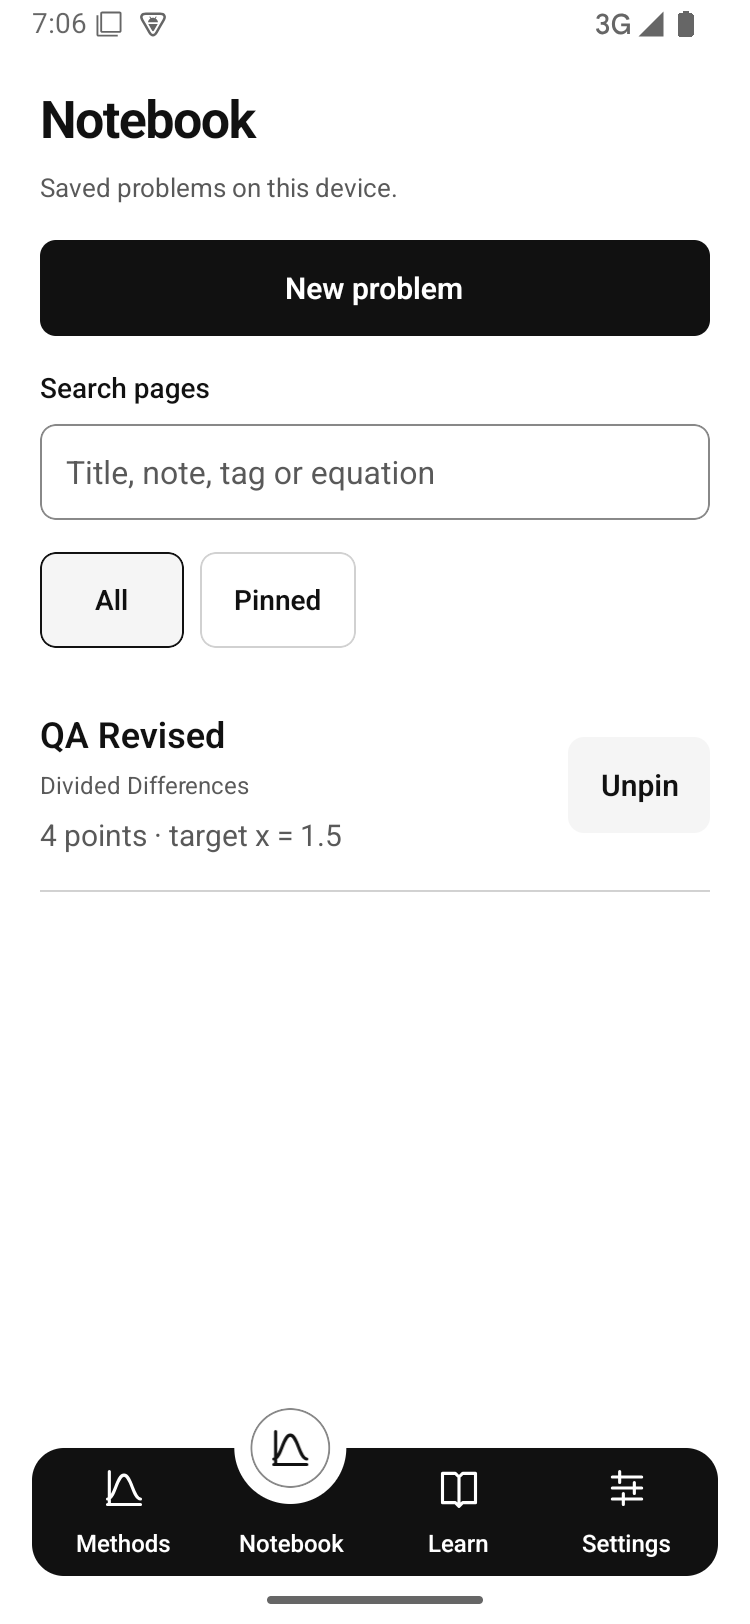 7:06
3G
Notebook
Saved problems on this device.
New problem
Search pages
Title, note, tag or equation
All
Pinned
QA Revised
Divided Differences
4 points · target x = 1.5
Unpin
Methods
Notebook
Learn
Settings